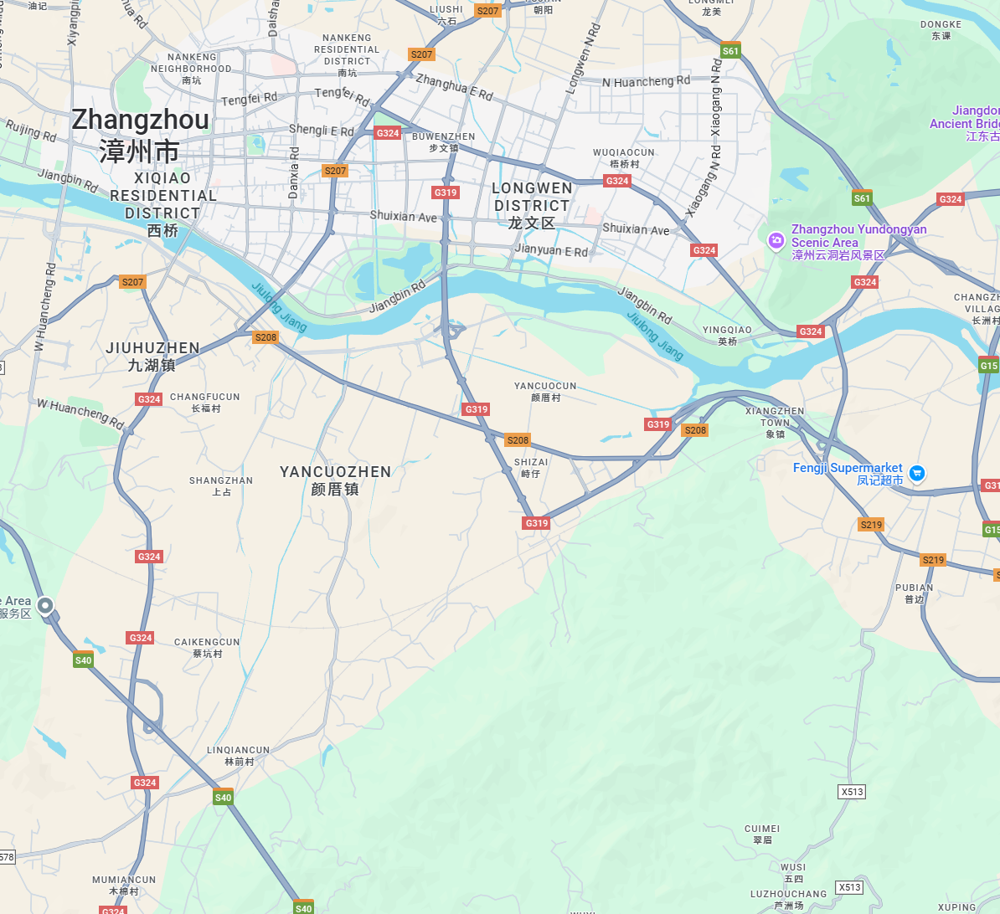 油记
LIUSHI
六石
S207
朝阳
龙美
DONGKE
东课
S61
NANKENG
RESIDENTIAL
DISTRICT
南坑
S207
NANKENG
NEIGHBORHOOD
南坑
Longwen N Rd
N Huancheng Rd
Xiaogang N Rd
Zhanghua E Rd
Tengfei Rd
Tengfei Rd
Zhangzhou
漳州市
Ruijing Rd
Shengli E Rd
G324
BUWENZHEN
步文镇
Ancient Bridg
江东古
WUQIAOCUN
梧桥村
Danxia Rd
S207
G324
Xiaogang N Rd
Jiangbin Rd
XIQIAO
RESIDENTIAL
DISTRICT
西桥
G319
LONGWEN
DISTRICT
龙文区
S61
G324
Shuixian Ave
Shuixian Ave
Zhangzhou Yundongyan
Scenic Area
漳州云洞岩风景区
Jianyuan E Rd
G324
W Huancheng Rd
S207
Jiulong Jiang
Jiangbin Rd
Jiangbin Rd
G324
长洲村
Jiulong Jiang
YINGQIAO
英桥
G324
S208
JIUHUZHEN
九湖镇
G15
CHANGFUCUN
长福村
G324
YANCUOCUN
颜厝村
W Huancheng Rd
G319
G319
S208
XIANGZHEN
TOWN
象镇
S208
SHIZAI
峙仔
YANCUOZHEN
颜厝镇
SHANGZHAN
上占
Fengji Supermarket
凤记超市
G319
S219
G324
S219
PUBIAN
普边
e Area
服务区
G324
CAIKENGCUN
蔡坑村
S40
LINQIANCUN
林前村
G324
S40
X513
CUIMEI
翠眉
578
WUSI
五四
MUMIANCUN
木棉村
X513
LUZHOUCHANG
芦洲场
S40
G324
XUPING